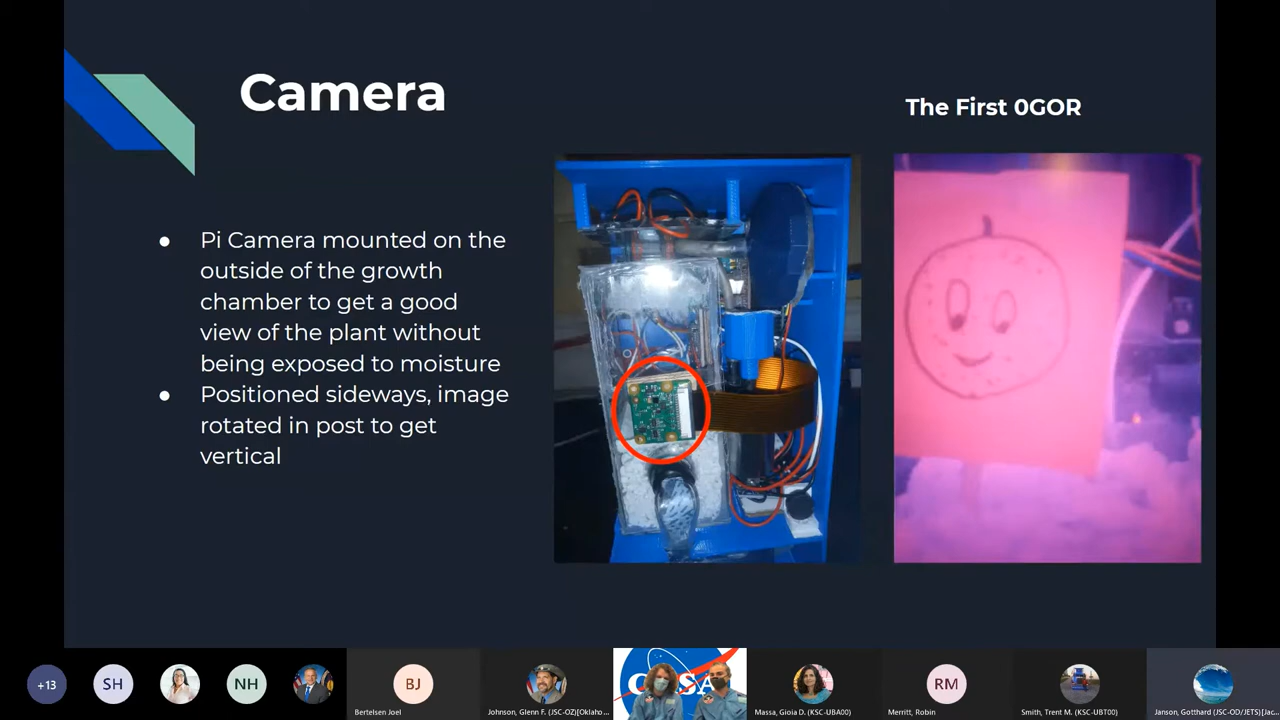 Camera
The First 0GOR
● Pi Camera mounted on the
outside of the growth
chamber to get a good
view of the plant without
being exposed to moisture
● Positioned sideways, image
rotated in post to get
vertical
+13
SH
NH
BJ
RM
Bertelsen Joel
Johnson, Glenn F. (JSC-OZ)[Oklaho...
Massa, Gioia D. (KSC-UBA00)
Merritt, Robin
Smith, Trent M. (KSC-UBT00)
Janson, Gotthard (JSC-OD/JETS)[Jac...